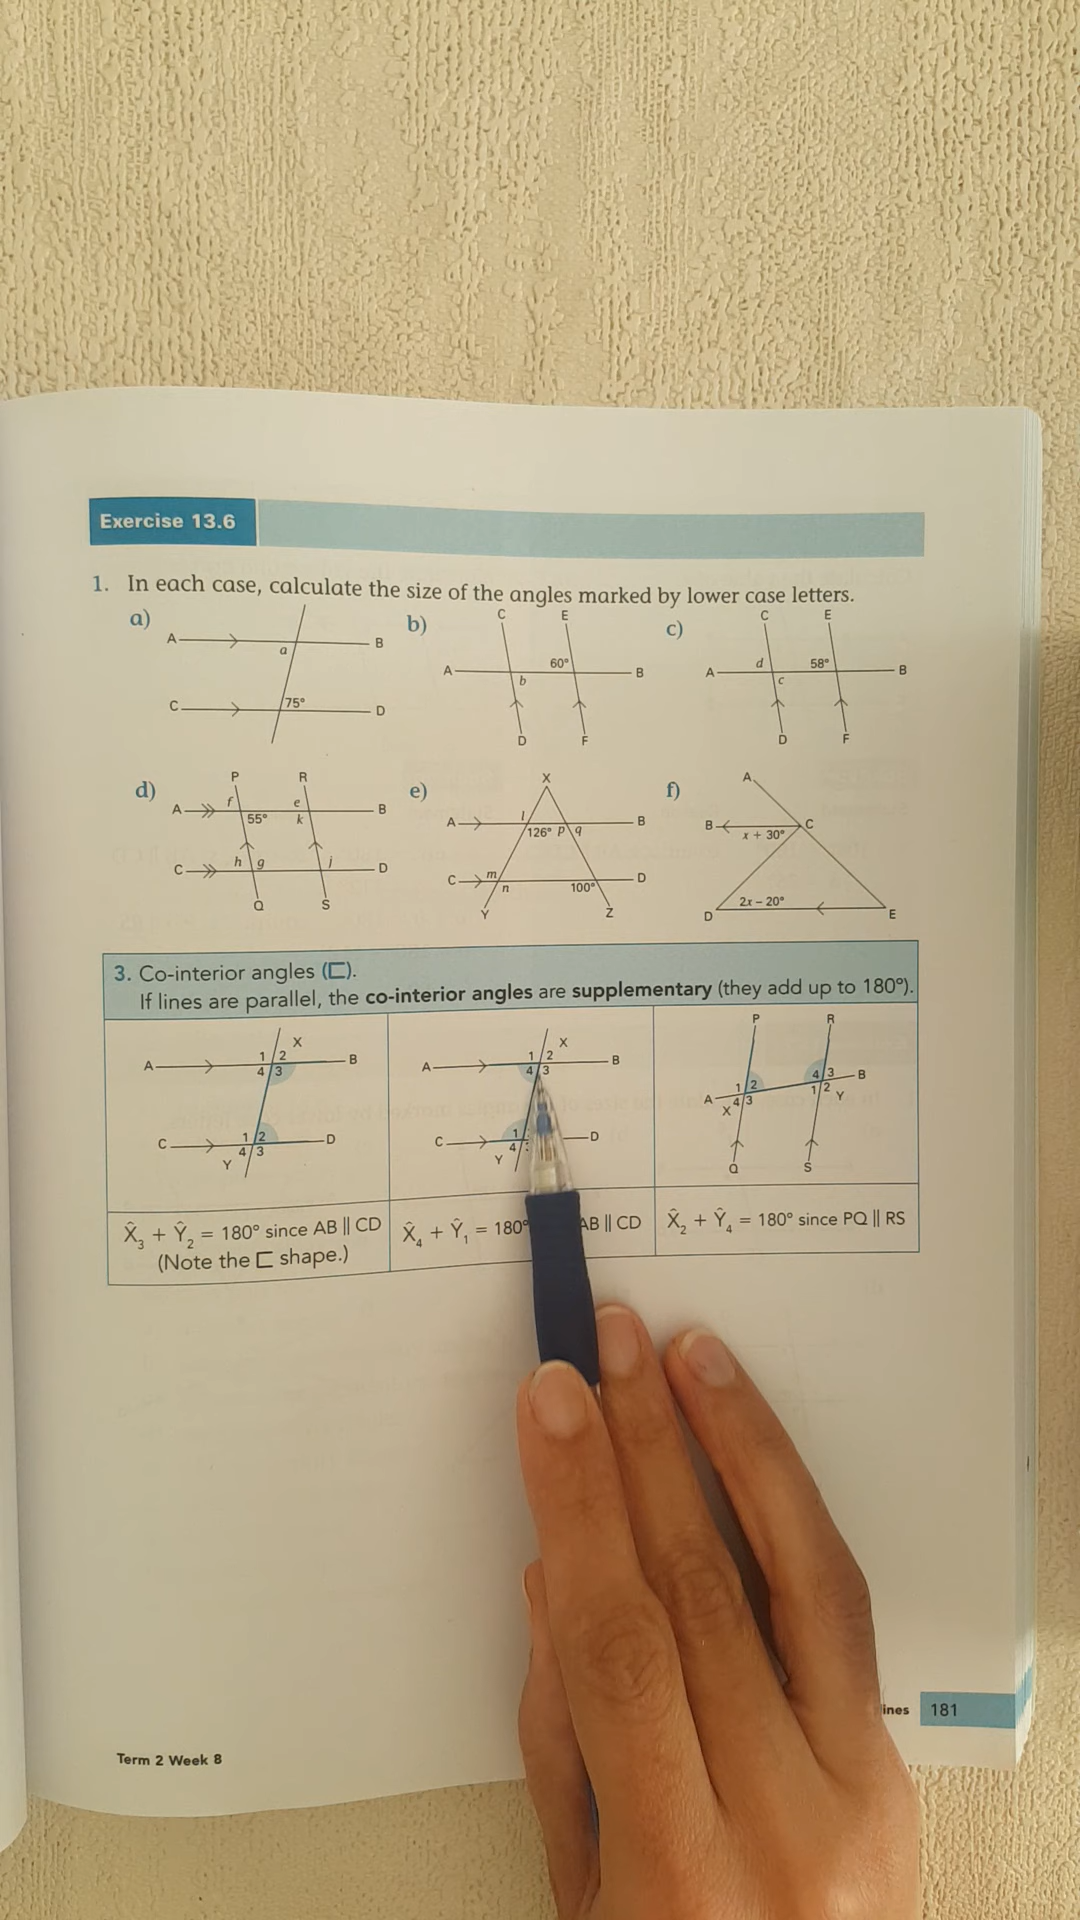 Exercise 13.6
1. In each case, calculate the size of the angles marked by lower case letters.
a)
A
B
a
C
D
75°
b)
C
E
A
B
60°
b
D
F
c)
C
E
A
B
d
58°
c
D
F
d)
P
R
A
B
f
e
55°
k
C
D
h
g
j
Q
S
e)
X
A
B
l
126°
p
q
C
D
m
n
100°
Y
Z
f)
A
B
C
x + 30°
2x – 20°
D
E
3. Co-interior angles (⊏).
If lines are parallel, the co-interior angles are supplementary (they add up to 180°).
X
A
1 2
B
4 3
C
1 2
D
4 3
Y
X
A
1 2
B
4 3
C
1
D
4
Y
P
R
4 3
B
1 2
1 2
A
4 3
Y
X
Q
S
X̂₃ + Ŷ₂ = 180° since AB || CD
(Note the ⊏ shape.)
X̂₄ + Ŷ₁ = 180° AB || CD
X̂₂ + Ŷ₄ = 180° since PQ || RS
ines 181
Term 2 Week 8